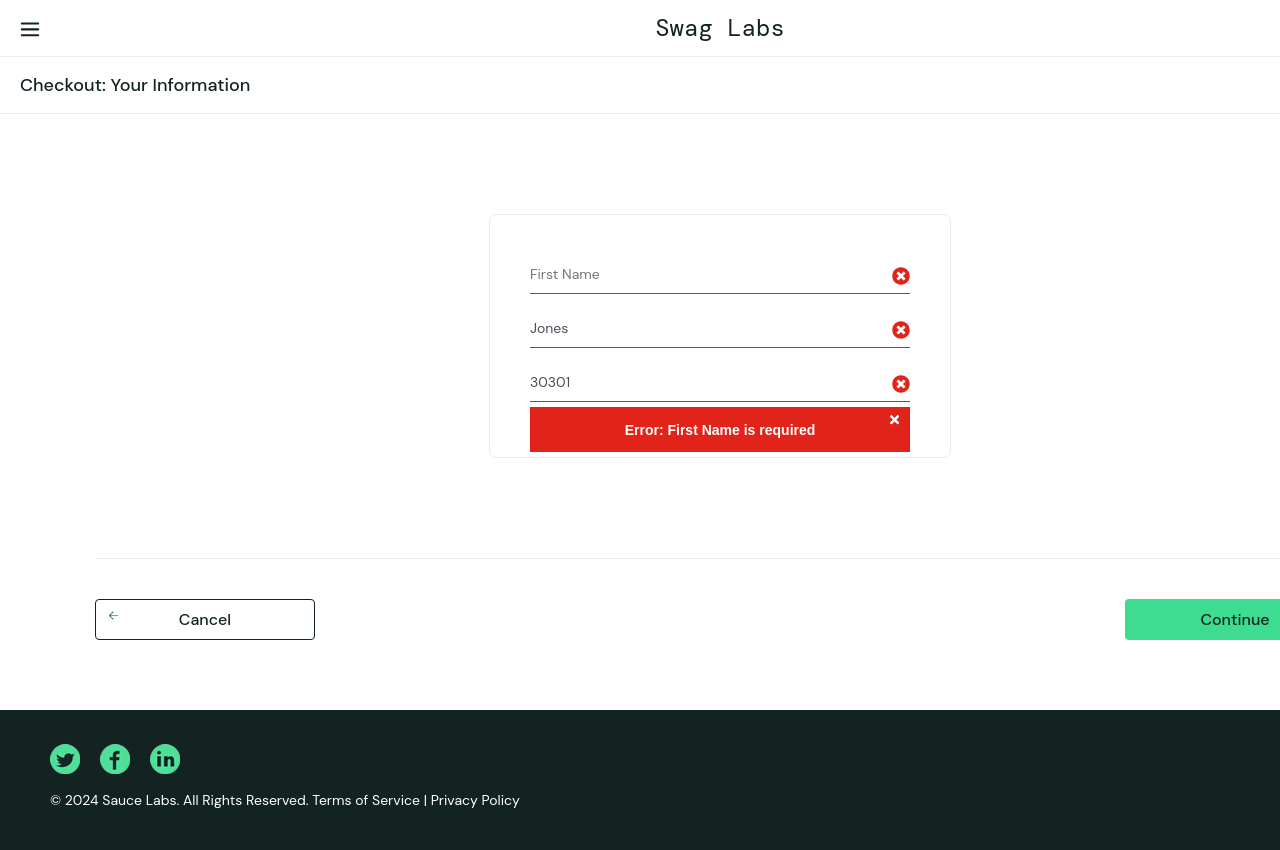 Swag Labs
Checkout: Your Information
First Name
Jones
30301
Error: First Name is required
Cancel
Continue
© 2024 Sauce Labs. All Rights Reserved. Terms of Service | Privacy Policy